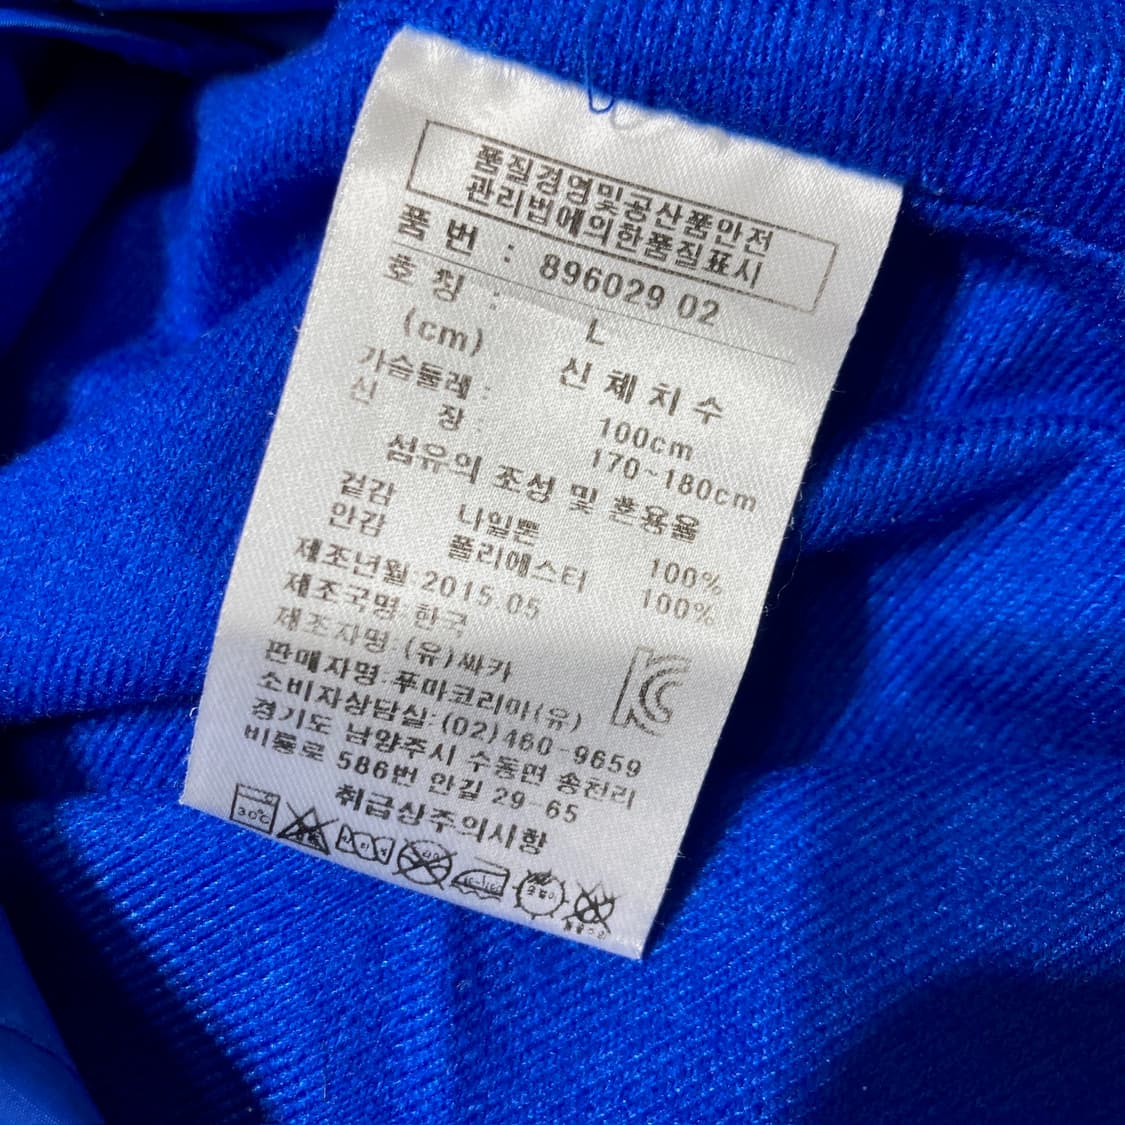 품질경영및공산품안전
관리법에의한품질표시
품 번 : 896029 02
호 칭 : L
(cm) 신 체 치 수
가슴둘레 : 100cm
신 장 : 170~180cm
섬유의 조성 및 혼용율
겉감 나일론 100%
안감 폴리에스터 100%
제조년월:2015.05
제조국명:한국
제조자명:(유)싸카
판매자명:푸마코리아(유)
소비자상담실:(02)460-9659
경기도 남양주시 수동면 송천리
비룡로 586번 안길 29-65
취급상주의시항
30℃